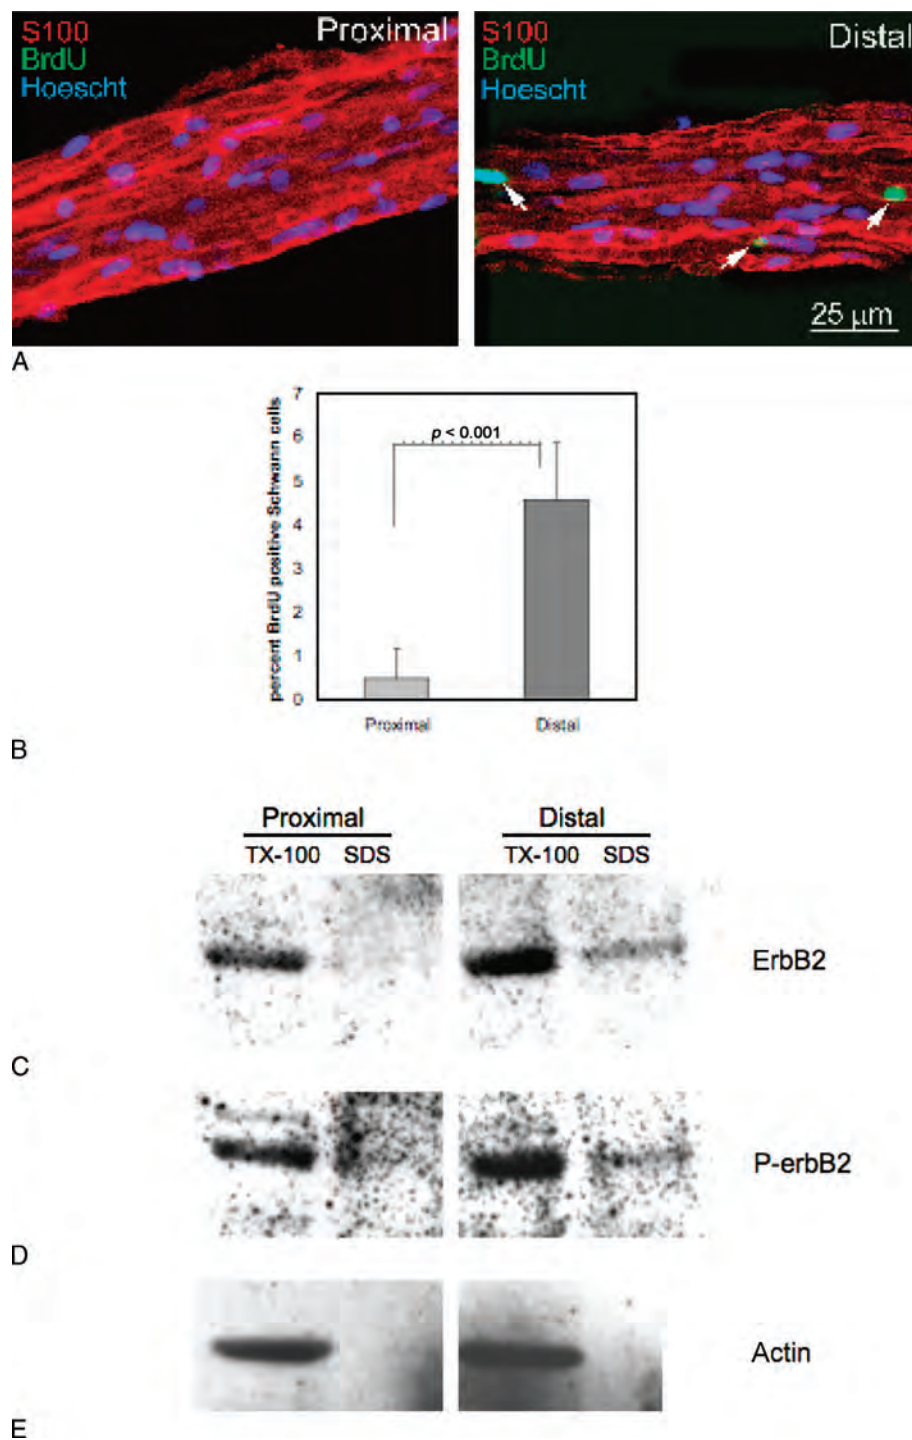 S100
BrdU
Hoescht
Proximal
S100
BrdU
Hoescht
Distal
25 μm
A
percent BrdU positive Schwann cells
7
6
5
4
3
2
1
0
p < 0.001
Proximal
Distal
B
Proximal
Distal
TX-100
SDS
TX-100
SDS
ErbB2
C
P-erbB2
D
Actin
E